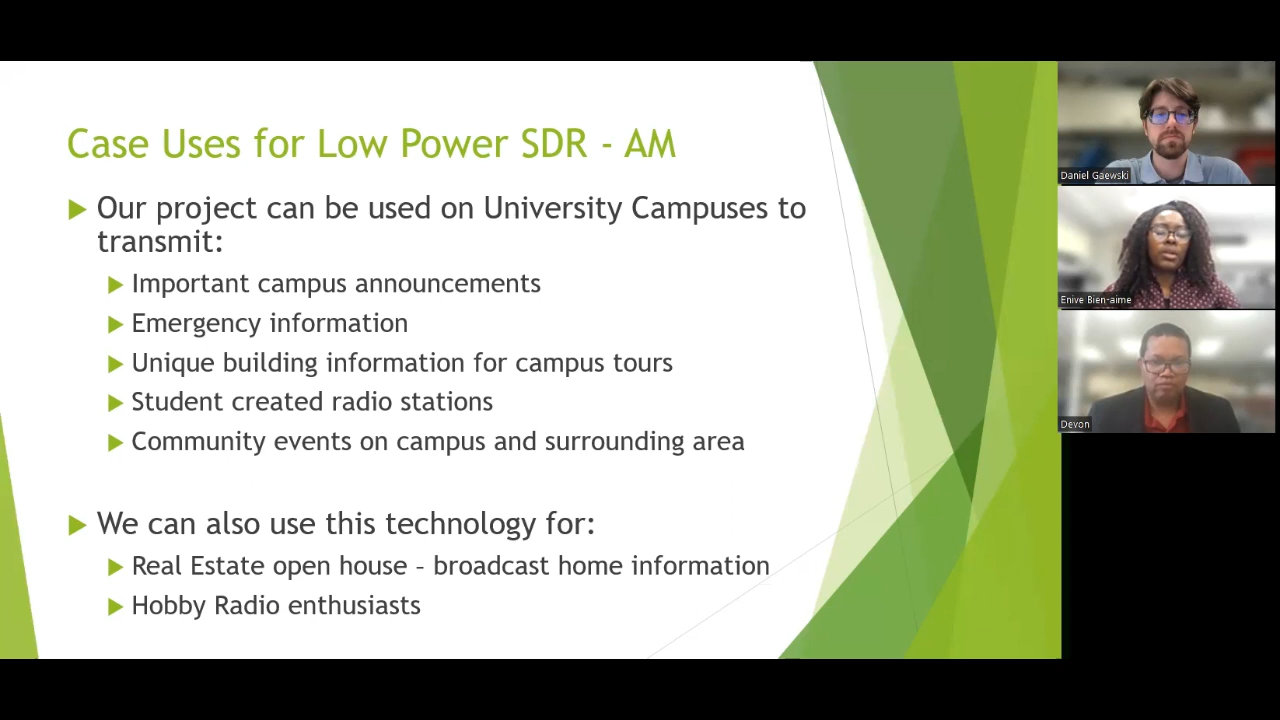 Case Uses for Low Power SDR - AM
Our project can be used on University Campuses to
transmit:
Important campus announcements
Emergency information
Unique building information for campus tours
Student created radio stations
Community events on campus and surrounding area
We can also use this technology for:
Real Estate open house – broadcast home information
Hobby Radio enthusiasts
Daniel Gaewski
Enive Bien-aime
Devon